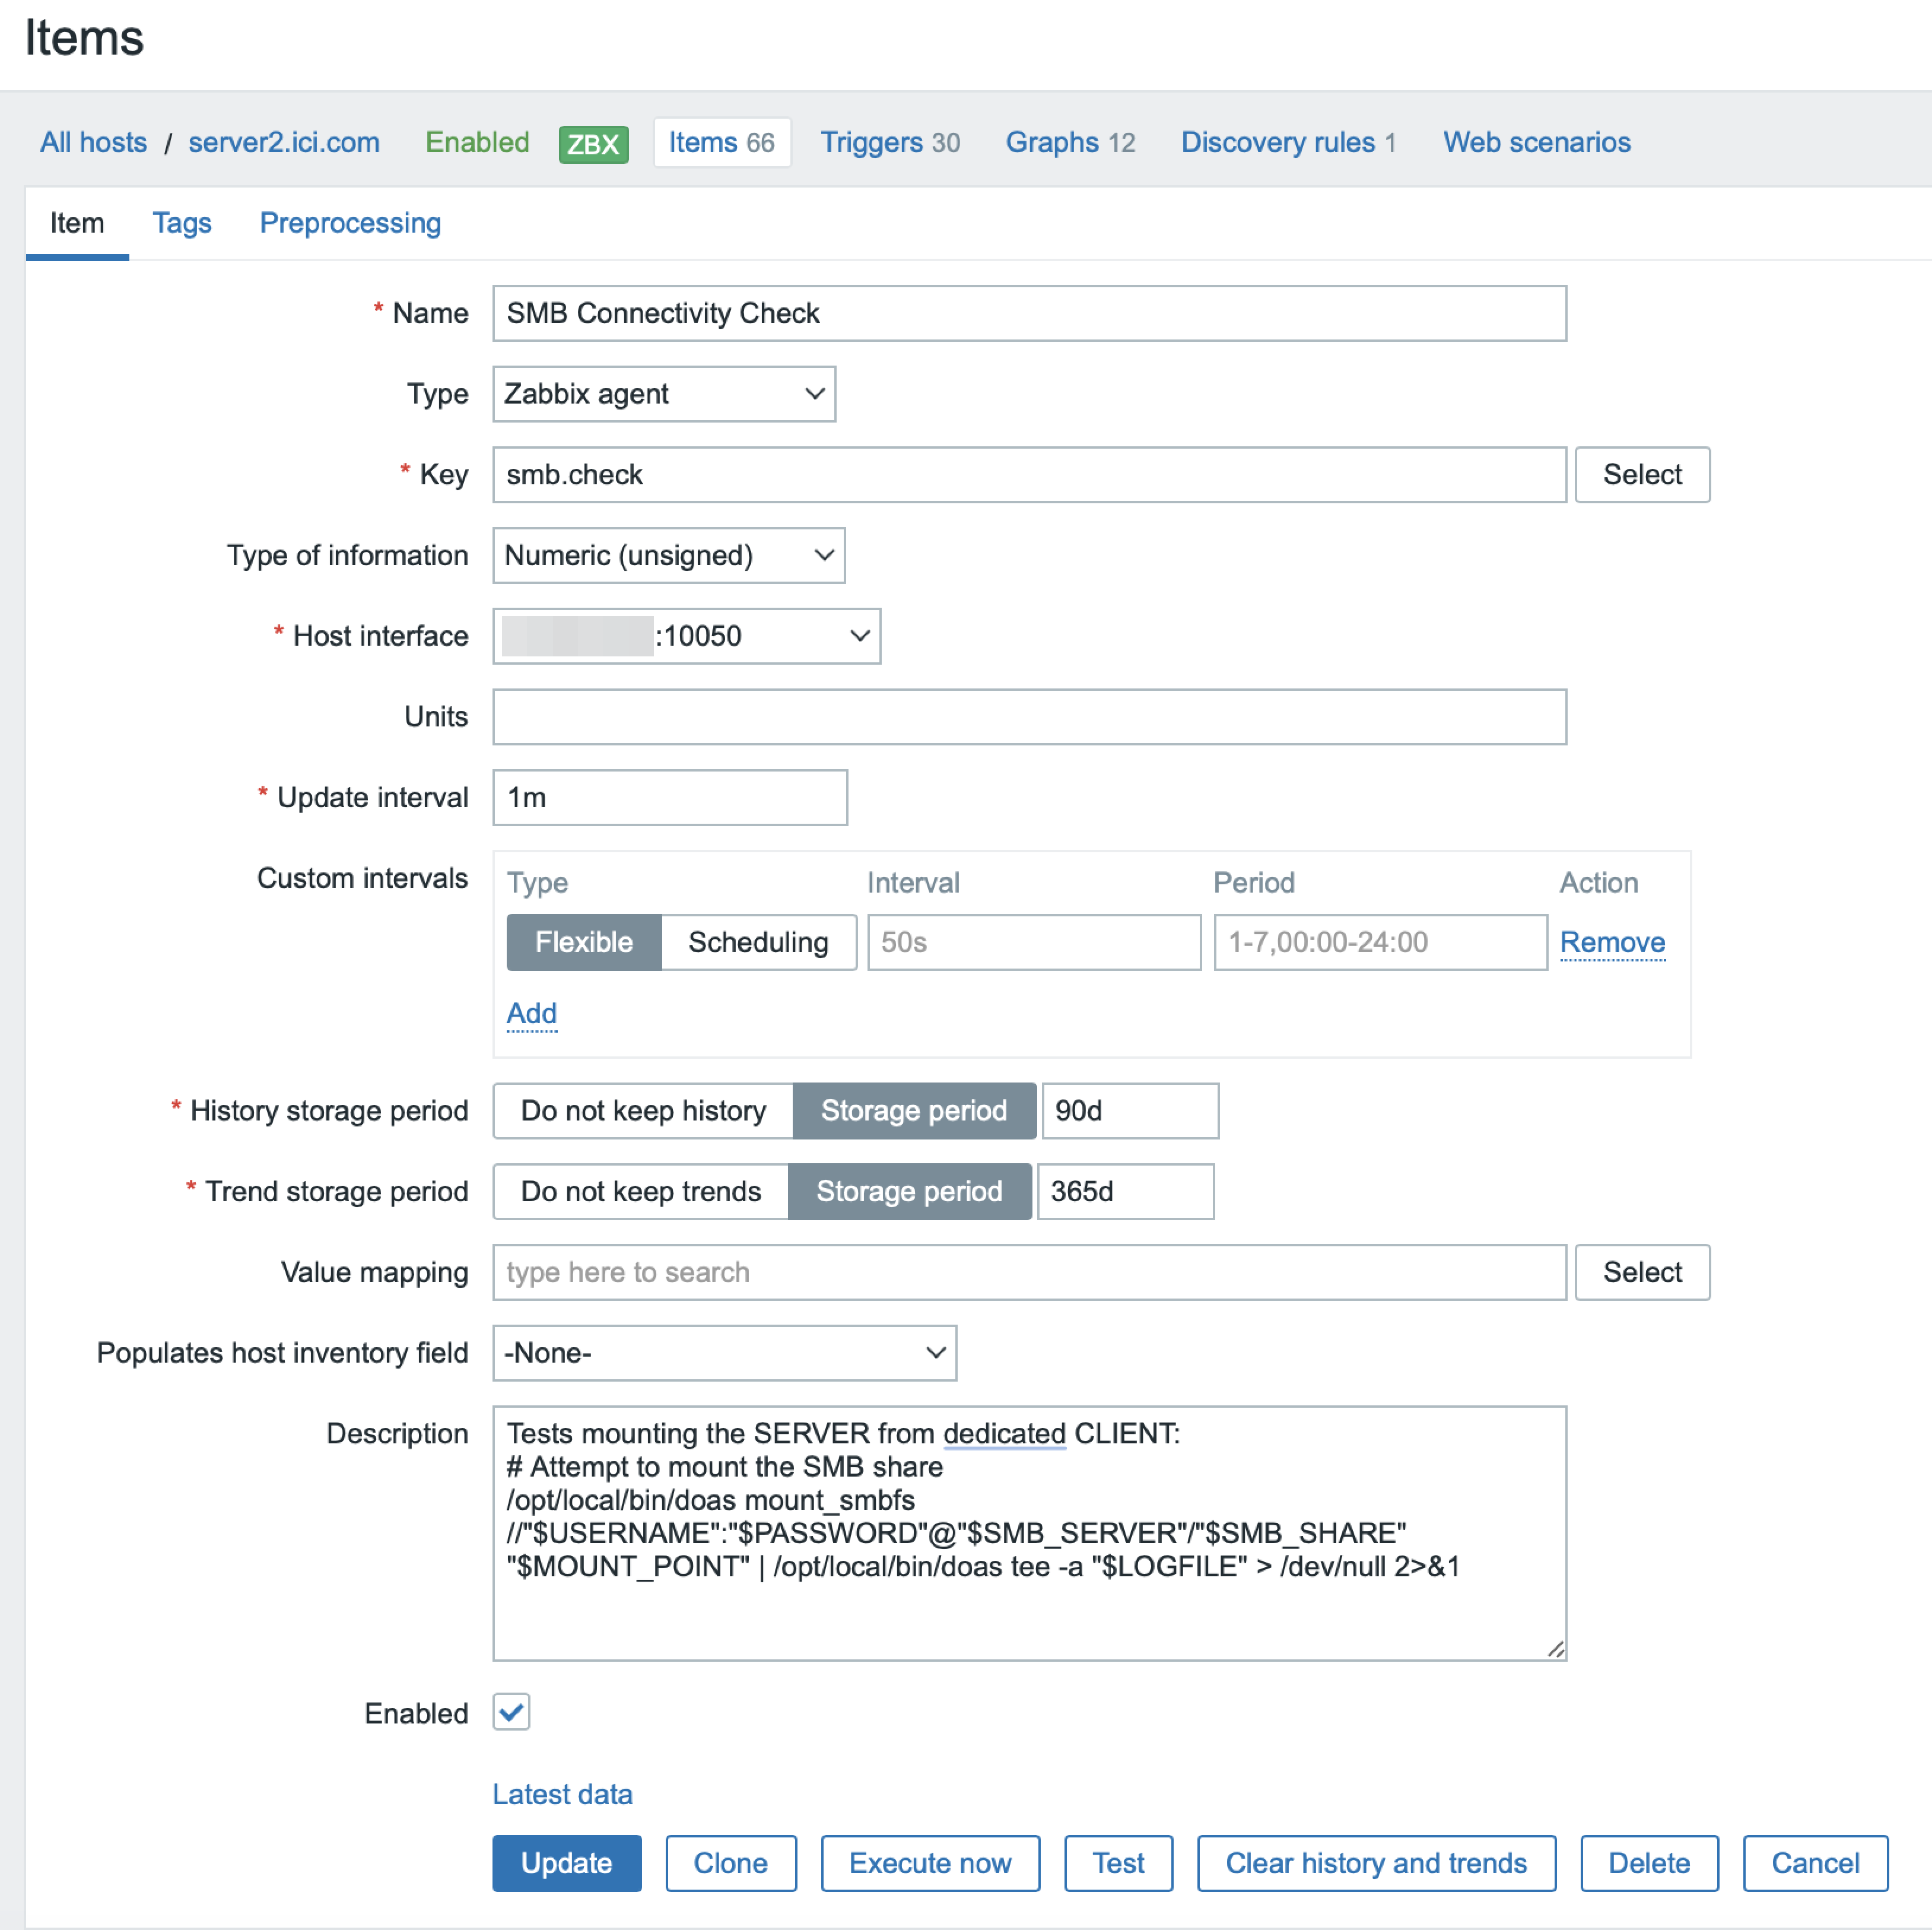 Items
All hosts / server2.ici.com Enabled ZBX Items 66 Triggers 30 Graphs 12 Discovery rules 1 Web scenarios
Item Tags Preprocessing
* Name SMB Connectivity Check
Type Zabbix agent
* Key smb.check Select
Type of information Numeric (unsigned)
* Host interface :10050
Units
* Update interval 1m
Custom intervals Type Interval Period Action
Flexible Scheduling 50s 1-7,00:00-24:00 Remove
Add
* History storage period Do not keep history Storage period 90d
* Trend storage period Do not keep trends Storage period 365d
Value mapping type here to search Select
Populates host inventory field -None-
Description Tests mounting the SERVER from dedicated CLIENT:
# Attempt to mount the SMB share
/opt/local/bin/doas mount_smbfs
//"$USERNAME":"$PASSWORD"@"$SMB_SERVER"/"$SMB_SHARE"
"$MOUNT_POINT" | /opt/local/bin/doas tee -a "$LOGFILE" > /dev/null 2>&1
Enabled
Latest data
Update Clone Execute now Test Clear history and trends Delete Cancel